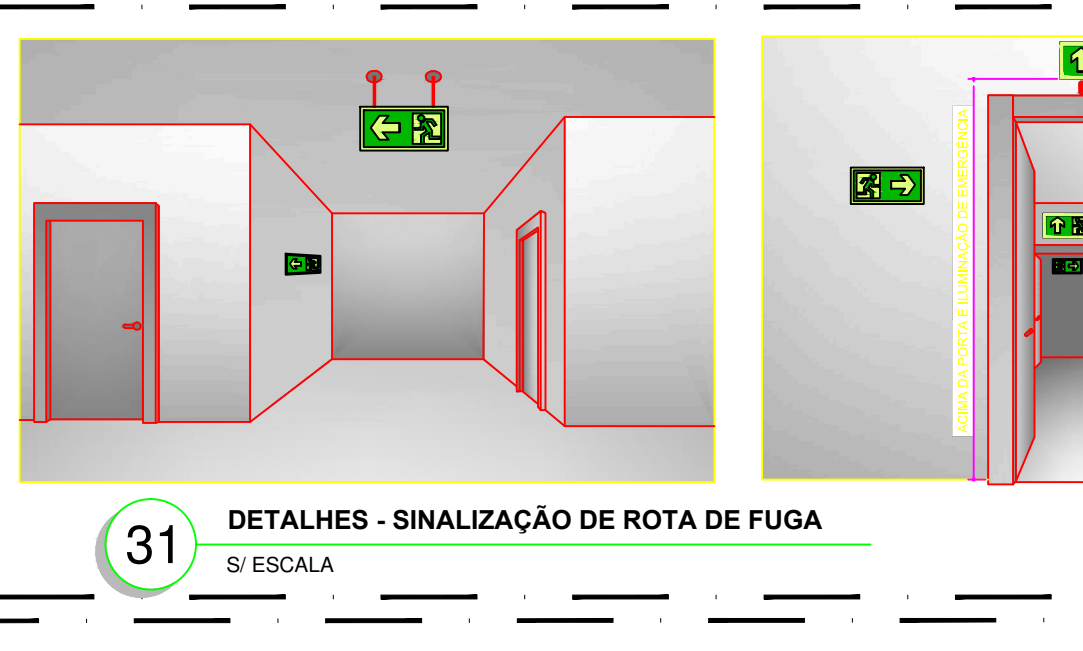 ACIMA DA PORTA E ILUMINAÇÃO DE EMERGÊNCIA
31
DETALHES - SINALIZAÇÃO DE ROTA DE FUGA
S/ ESCALA